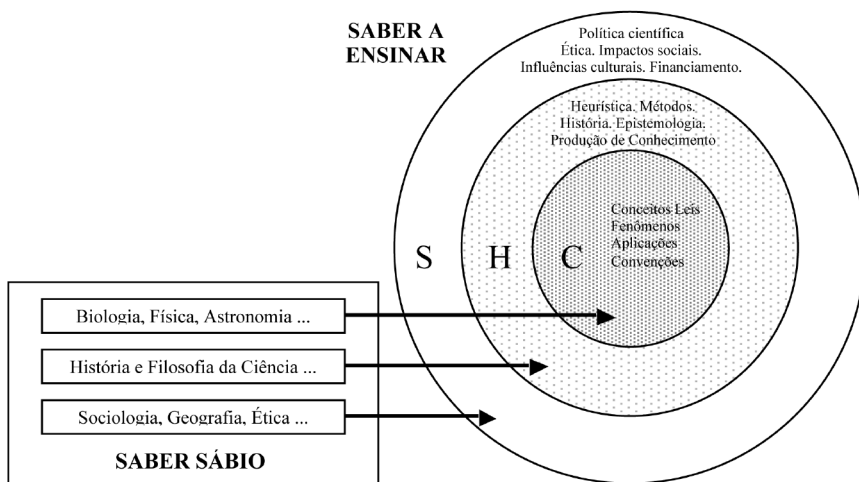 SABER A
ENSINAR
Política científica
Ética. Impactos sociais.
Influências culturais. Financiamento.
Heurística. Métodos.
História. Epistemologia.
Produção de Conhecimento
Conceitos Leis
Fenômenos
Aplicações
Convenções
S H C
Biologia, Física, Astronomia ...
História e Filosofia da Ciência ...
Sociologia, Geografia, Ética ...
SABER SÁBIO